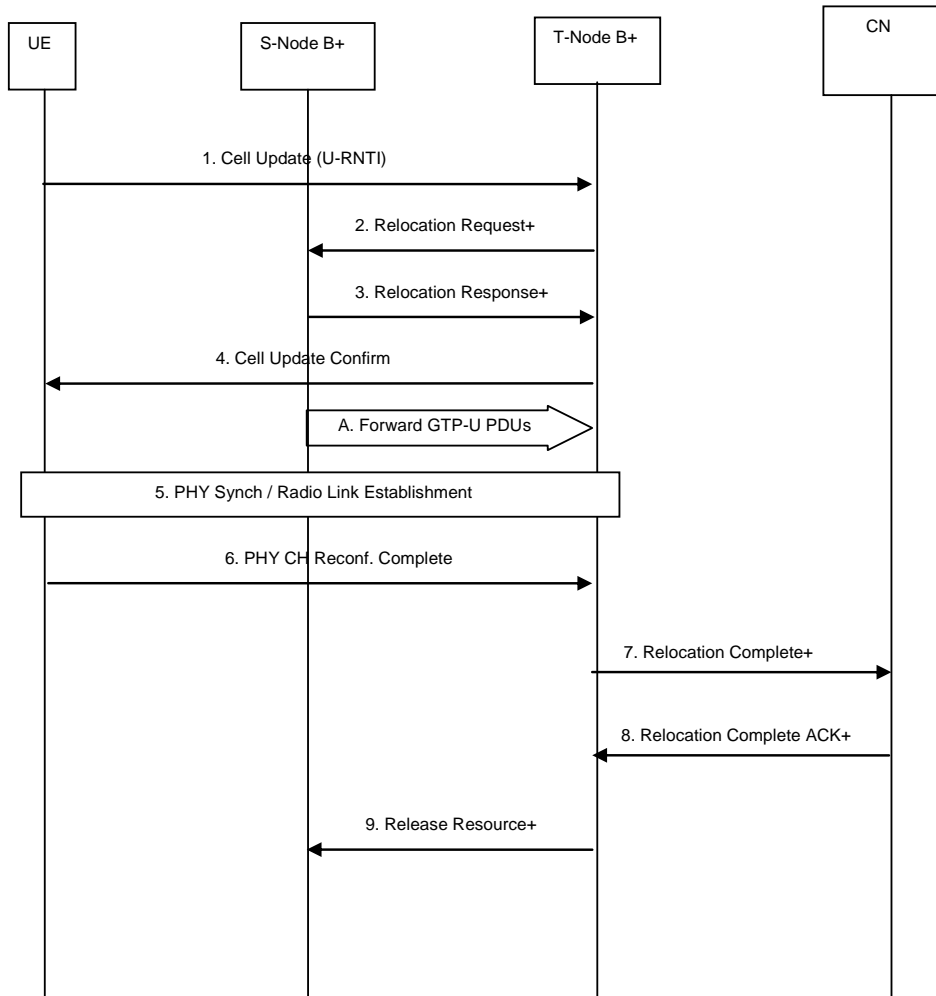 UE
S-Node B+
T-Node B+
CN
1. Cell Update (U-RNTI)
2. Relocation Request+
3. Relocation Response+
4. Cell Update Confirm
A. Forward GTP-U PDUs
5. PHY Synch / Radio Link Establishment
6. PHY CH Reconf. Complete
7. Relocation Complete+
8. Relocation Complete ACK+
9. Release Resource+